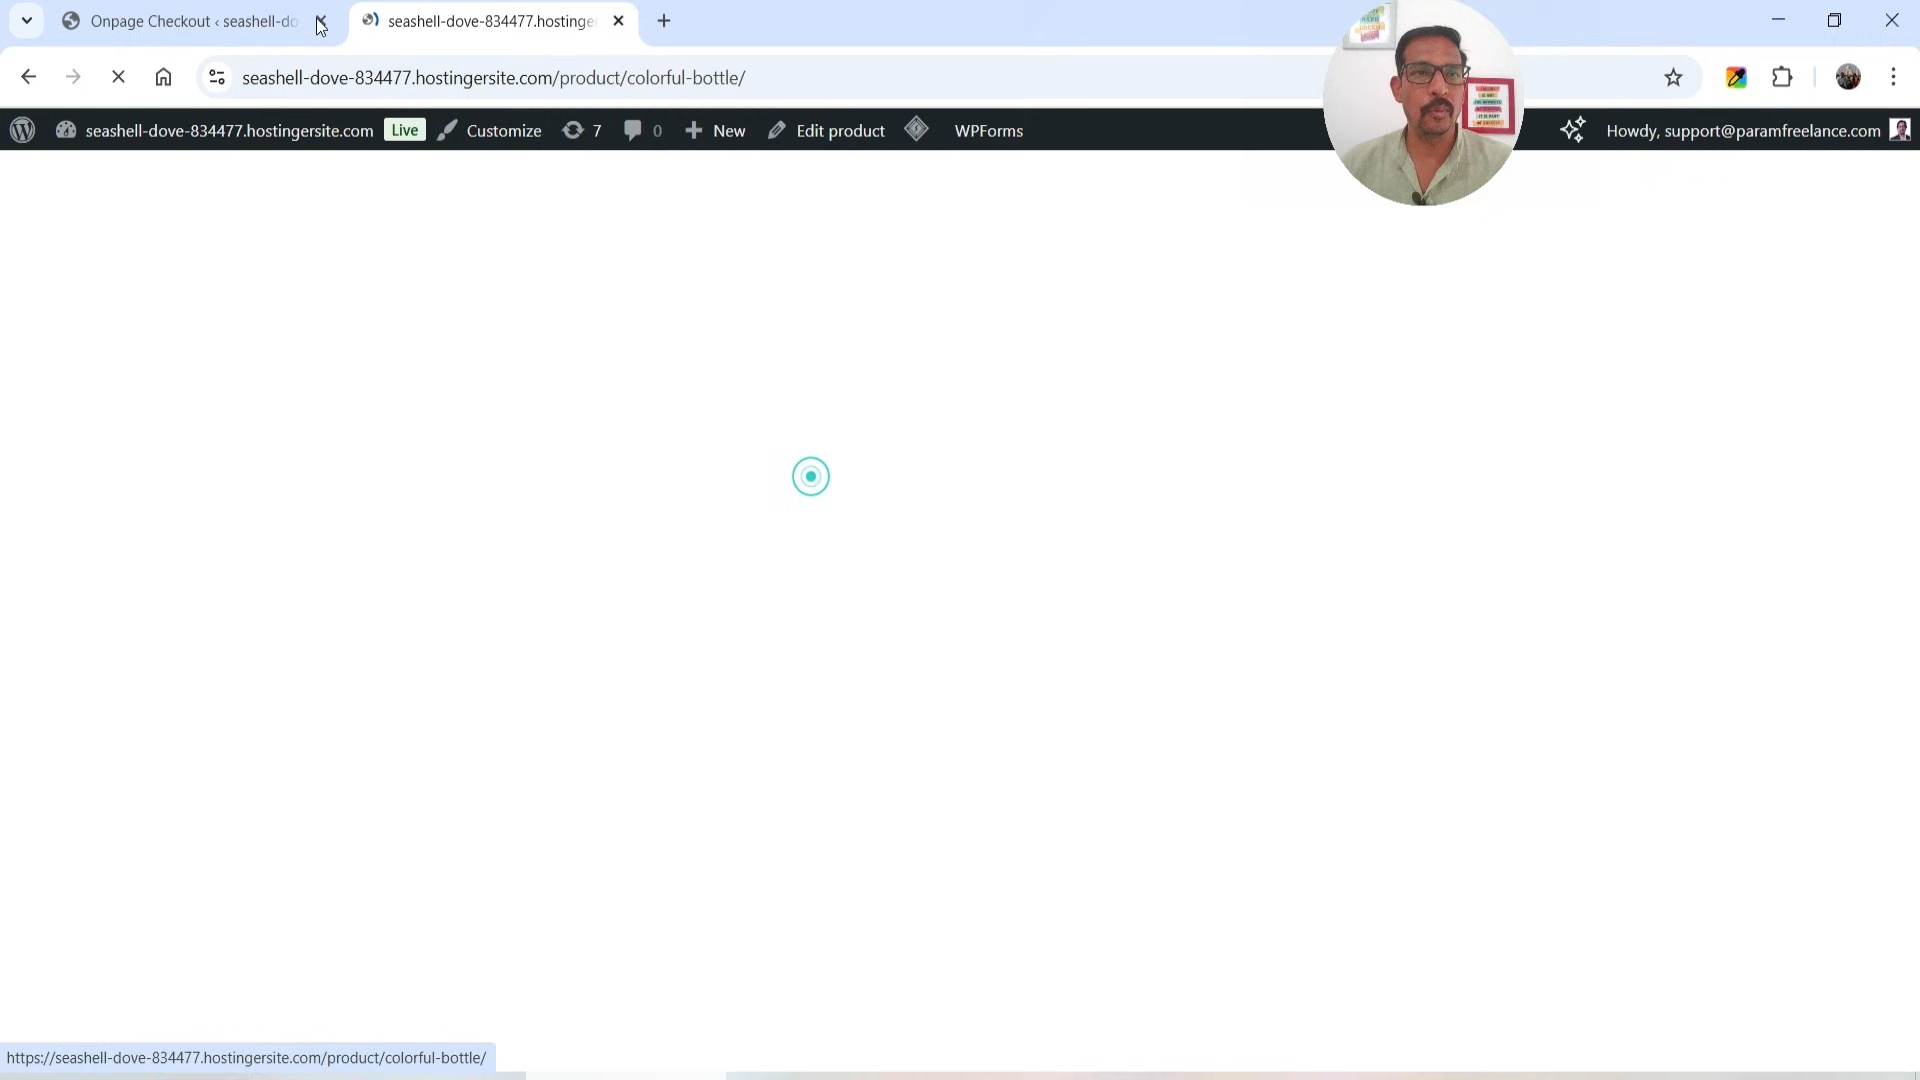 Onpage Checkout ‹ seashell-do
seashell-dove-834477.hostinge
seashell-dove-834477.hostingersite.com/product/colorful-bottle/
seashell-dove-834477.hostingersite.com Live Customize 7 0 New Edit product WPForms Howdy, support@paramfreelance.com
https://seashell-dove-834477.hostingersite.com/product/colorful-bottle/